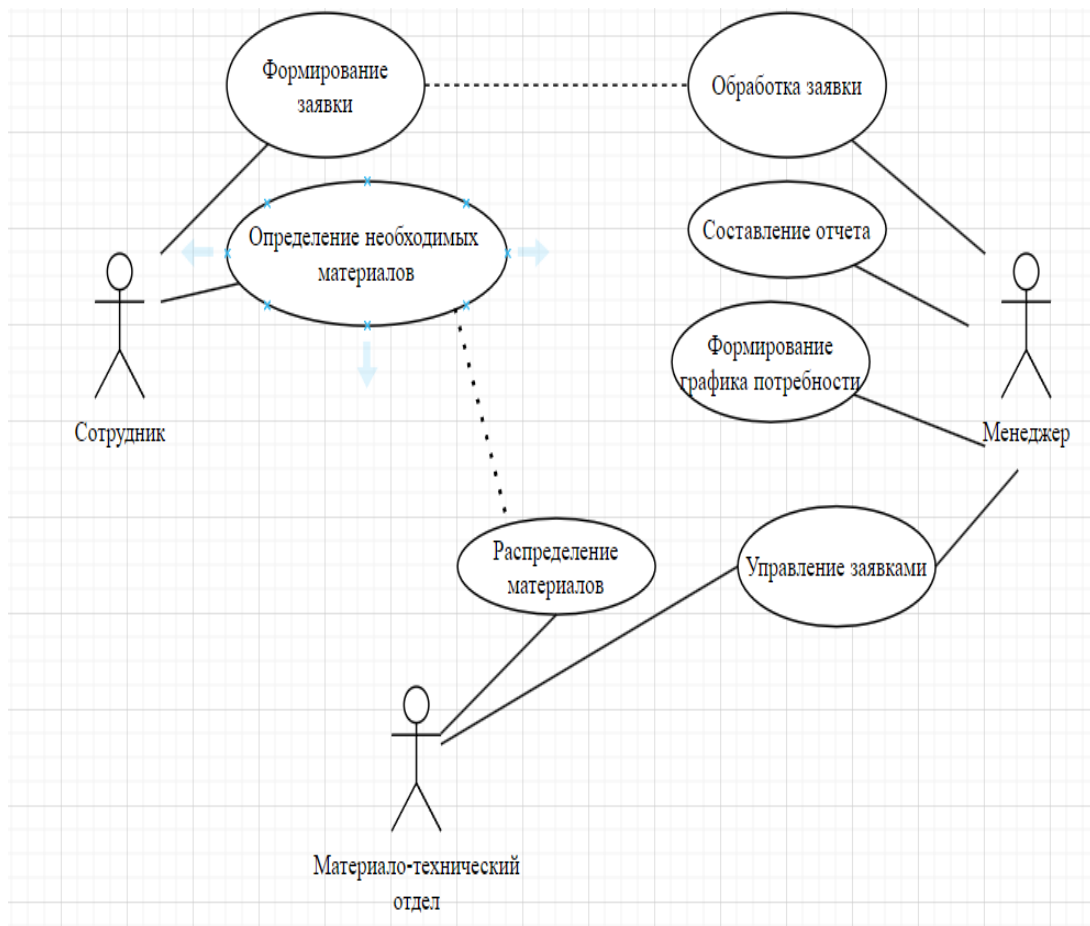 Формирование
заявки
Обработка заявки
Определение необходимых
материалов
Составление отчета
Формирование
графика потребности
Сотрудник
Менеджер
Распределение
материалов
Управление заявками
Материало-технический
отдел